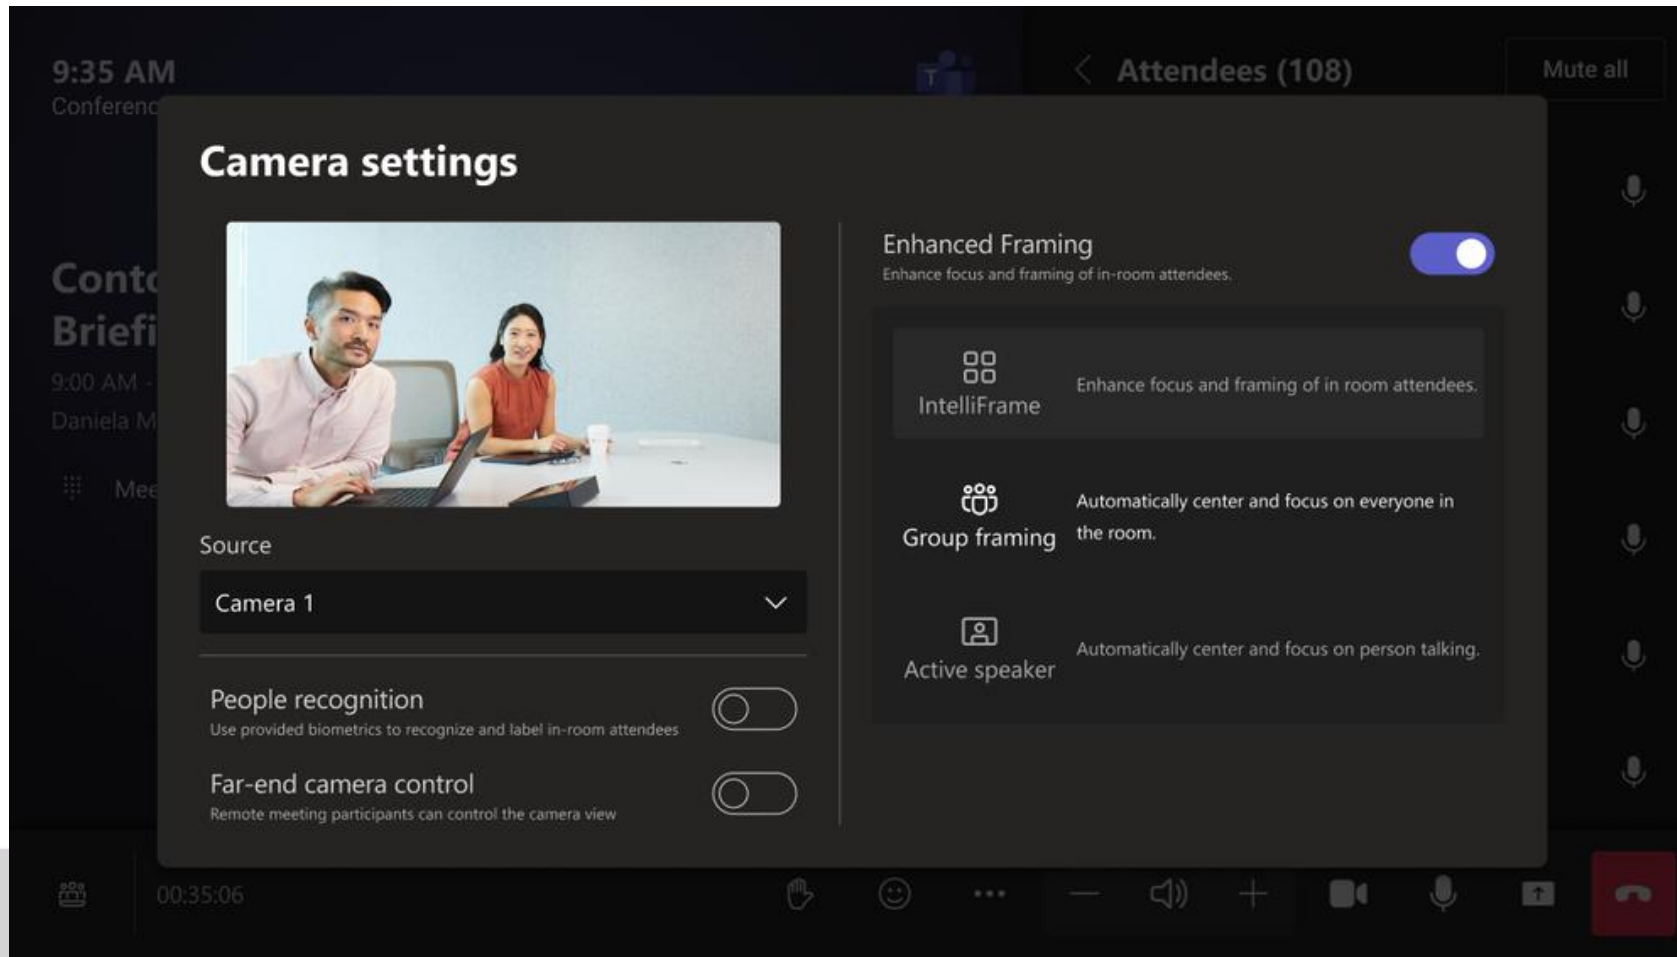 9:35 AM
T
Attendees (108)
Mute all
Camera settings
Enhanced Framing
Enhance focus and framing of in-room attendees.
IntelliFrame
Enhance focus and framing of in room attendees.
Group framing
Automatically center and focus on everyone in
the room.
Active speaker
Automatically center and focus on person talking.
Source
Camera 1
People recognition
Use provided biometrics to recognize and label in-room attendees
Far-end camera control
Remote meeting participants can control the camera view
9:00 AM -
Daniela M
00:35:06